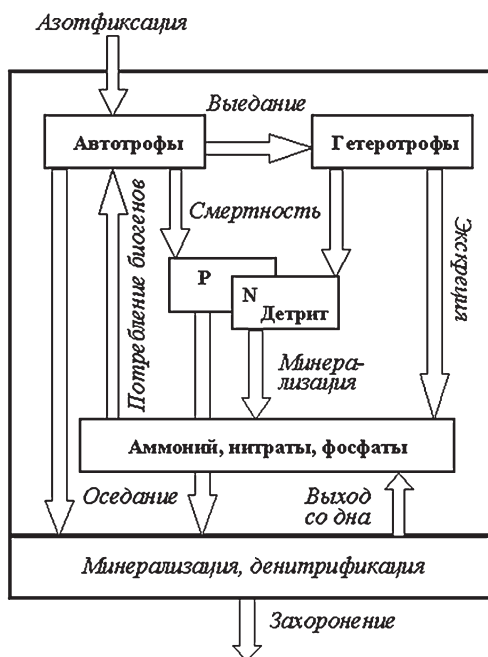 Азотфиксация
Выедание
Автотрофы
Гетеротрофы
Смертность
Потребление биогенов
Экскреция
P
N
Детрит
Минера-
лизация
Аммоний, нитраты, фосфаты
Оседание
Выход
со дна
Минерализация, денитрификация
Захоронение